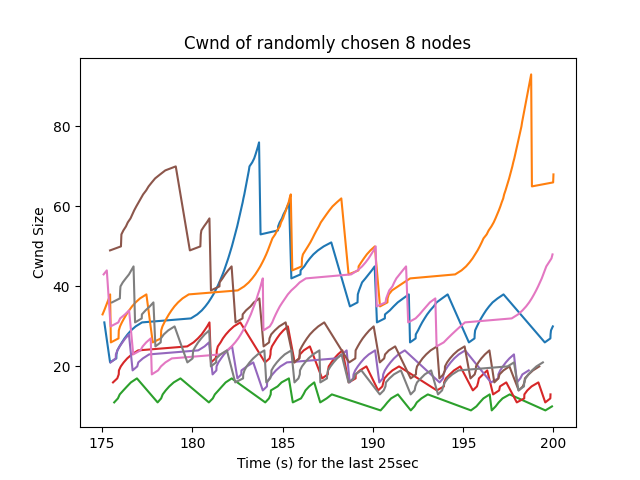 Cwnd of randomly chosen 8 nodes
80
60
40
20
Cwnd Size
175 180 185 190 195 200
Time (s) for the last 25sec